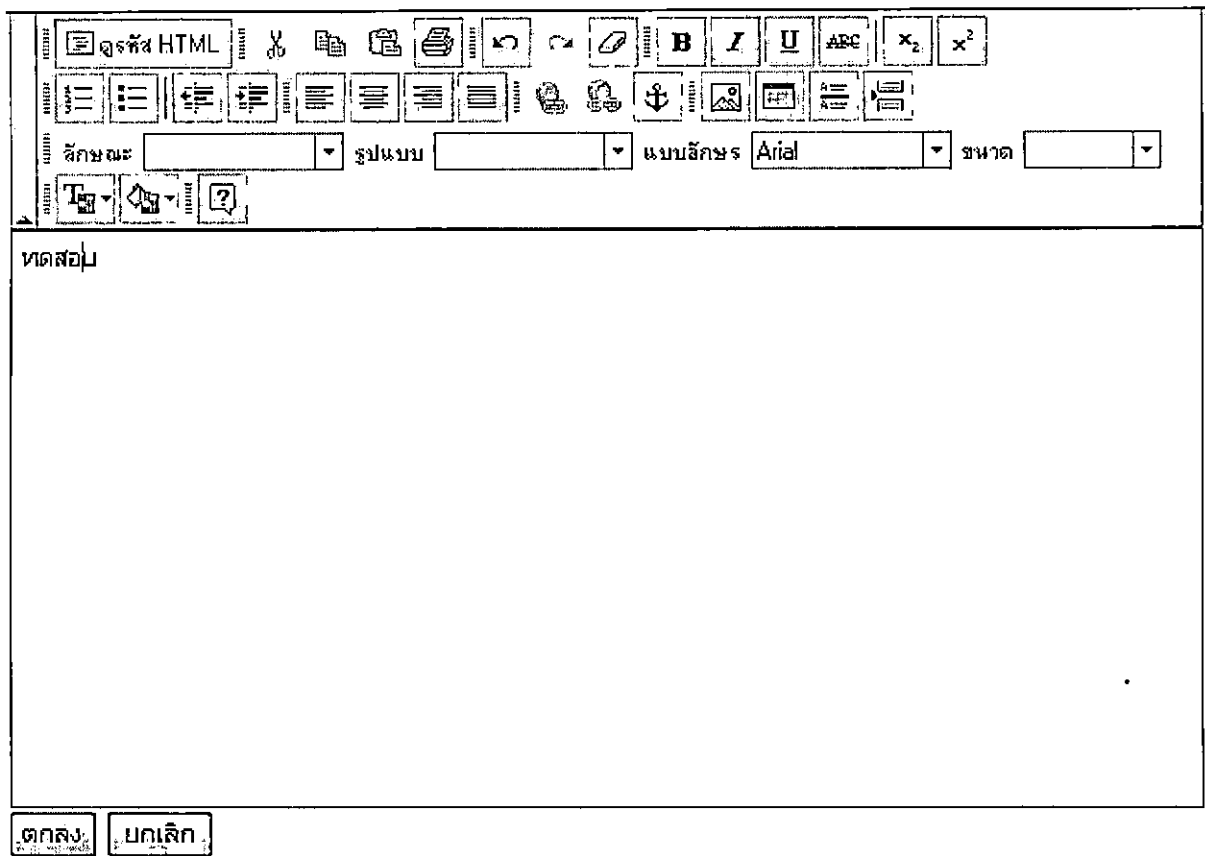 ดูรหัส HTML B I U ABC x₂ x²
ลักษณะ รูปแบบ แบบอักษร Arial ขนาด
ทดสอบ
ตกลง ยกเลิก